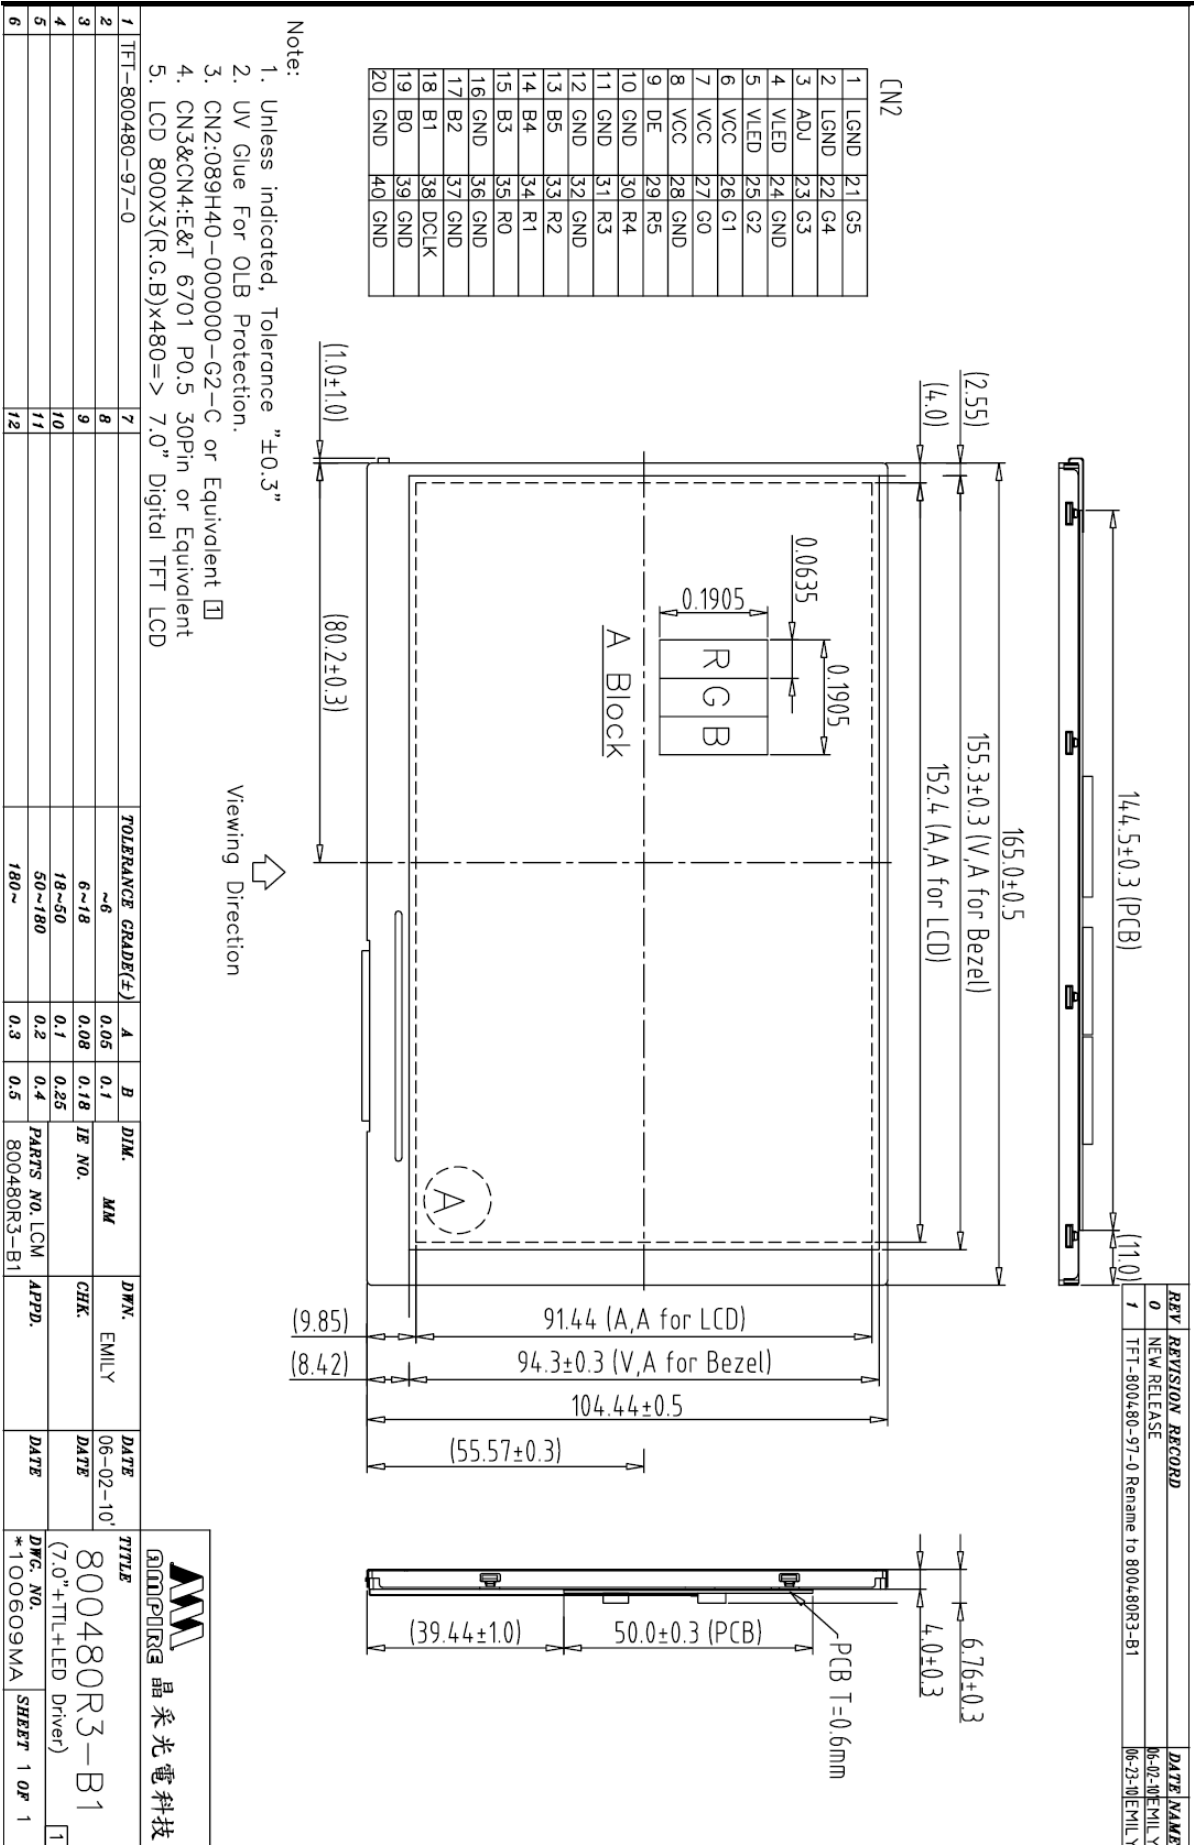 CN2
1 LGND 21 G5
2 LGND 22 G4
3 ADJ 23 G3
4 VLED 24 GND
5 VLED 25 G2
6 VCC 26 G1
7 VCC 27 G0
8 VCC 28 GND
9 DE 29 R5
10 GND 30 R4
11 GND 31 R3
12 GND 32 GND
13 B5 33 R2
14 B4 34 R1
15 B3 35 R0
16 GND 36 GND
17 B2 37 GND
18 B1 38 DCLK
19 B0 39 GND
20 GND 40 GND
144.5±0.3 (PCB)
(11.0)
165.0±0.5
(2.55)
155.3±0.3 (V,A for Bezel)
(4.0)
152.4 (A,A for LCD)
0.1905
0.0635
0.1905
R G B
A Block
A
(1.0±1.0)
(80.2±0.3)
Viewing Direction
(9.85)
91.44 (A,A for LCD)
(8.42)
94.3±0.3 (V,A for Bezel)
104.44±0.5
(55.57±0.3)
6.76±0.3
4.0±0.3
PCB T=0.6mm
50.0±0.3 (PCB)
(39.44±1.0)
REV REVISION RECORD DATE NAME
0 NEW RELEASE 06-02-10 EMILY
1 TFT-800480-97-0 Rename to 800480R3-B1 06-23-10 EMILY
Note:
1. Unless indicated, Tolerance "±0.3"
2. UV Glue For OLB Protection.
3. CN2:089H40-000000-G2-C or Equivalent 1
4. CN3&CN4:E&T 6701 P0.5 30Pin or Equivalent
5. LCD 800X3(R.G.B)x480=> 7.0" Digital TFT LCD
1 TFT-800480-97-0 7
2 8
3 9
4 10
5 11
6 12
TOLERANCE GRADE(±) A B
~6 0.05 0.1
6~18 0.08 0.18
18~50 0.1 0.25
50~180 0.2 0.4
180~ 0.3 0.5
DIM. MM
IE NO.
PARTS NO. LCM
800480R3-B1
DWN. EMILY
CHK.
APPD.
DATE 06-02-10'
DATE
DATE
AMPIRE 晶采光電科技
TITLE
800480R3-B1
(7.0"+TTL+LED Driver) 1
DWG. NO.
*100609MA
SHEET 1 OF 1